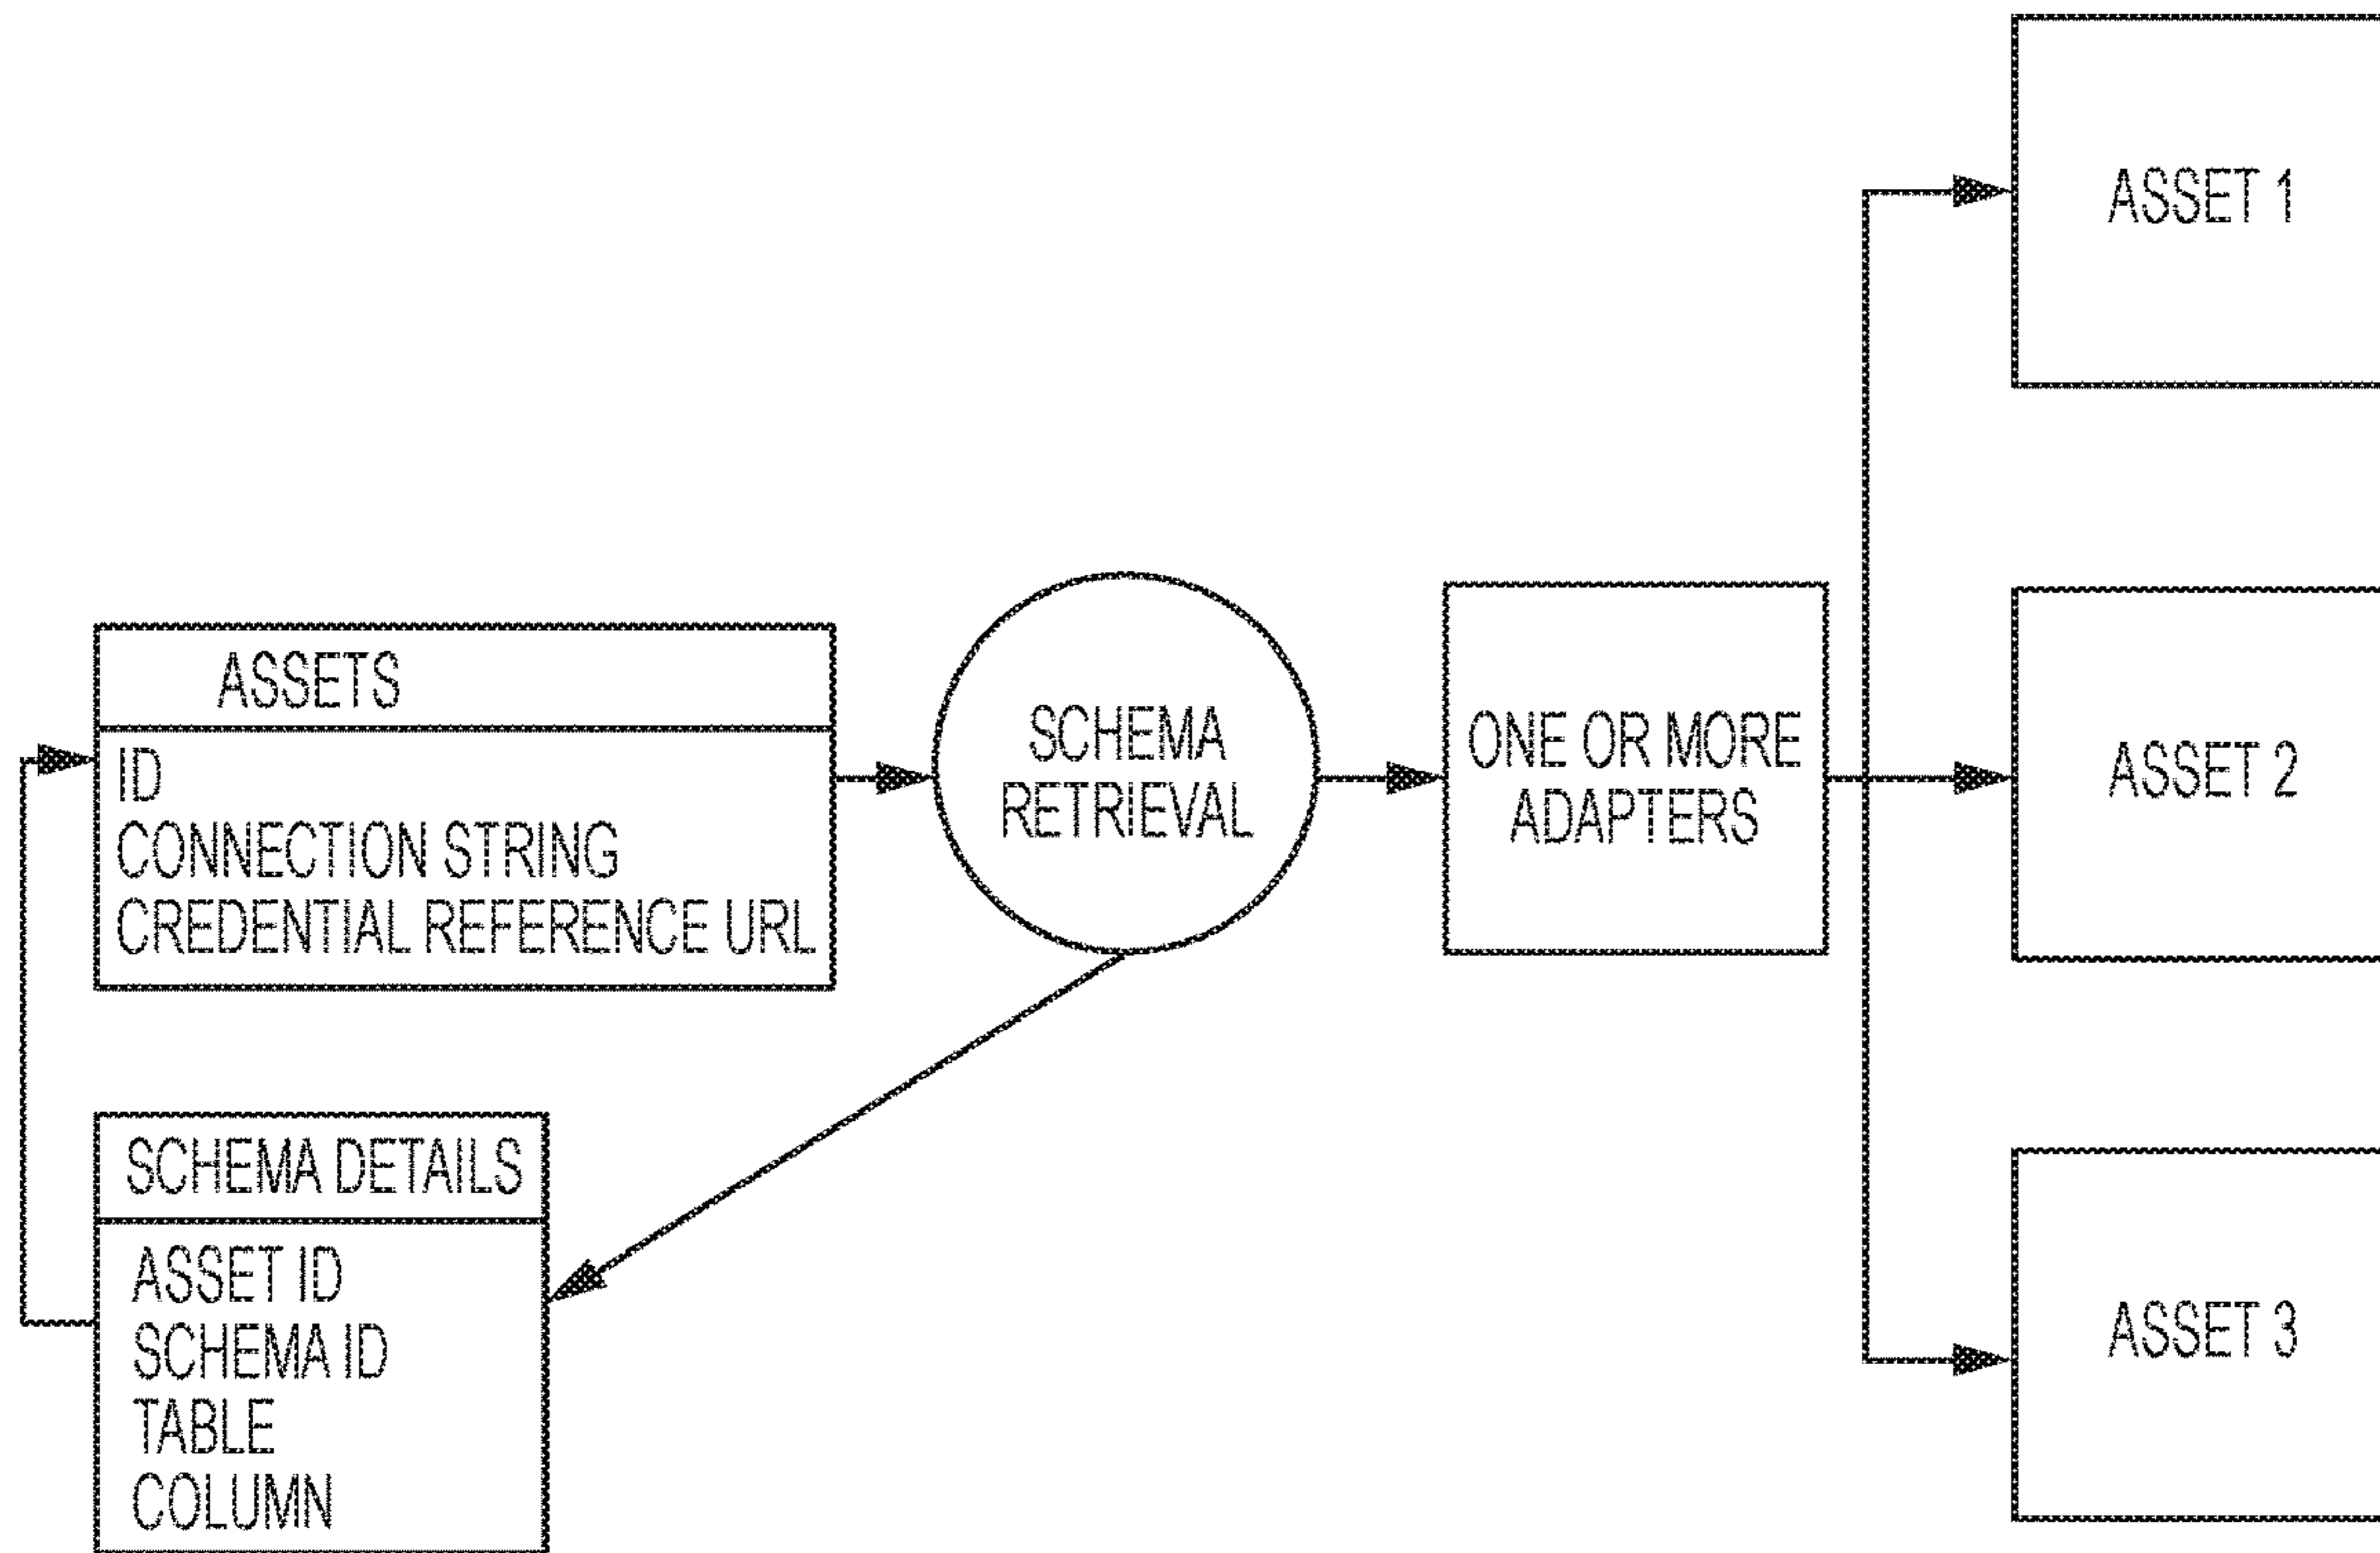 ASSETS
ID
CONNECTION STRING
CREDENTIAL REFERENCE URL
SCHEMA DETAILS
ASSET ID
SCHEMA ID
TABLE
COLUMN
SCHEMA
RETRIEVAL
ONE OR MORE
ADAPTERS
ASSET 1
ASSET 2
ASSET 3